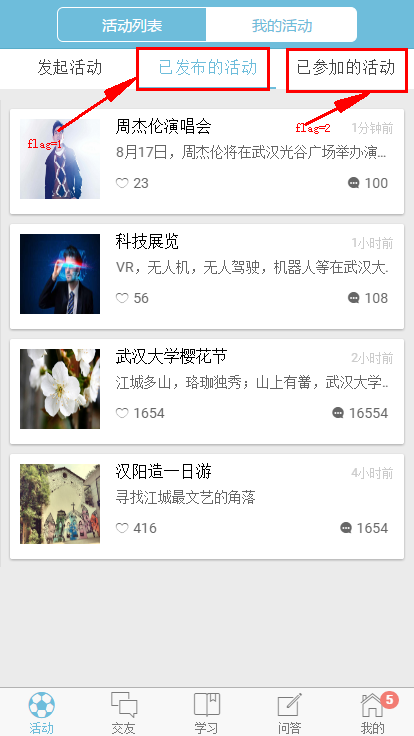 活动列表 我的活动
发起活动 已发布的活动 已参加的活动
周杰伦演唱会 flag=2 1分钟前
flag=1
8月17日，周杰伦将在武汉光谷广场举办演...
23 100
科技展览 1小时前
VR，无人机，无人驾驶，机器人等在武汉大.
56 108
武汉大学樱花节 2小时前
江城多山，珞珈独秀；山上有黉，武汉大学..
1654 16554
汉阳造一日游 4小时前
寻找江城最文艺的角落
416 1654
5
活动 交友 学习 问答 我的